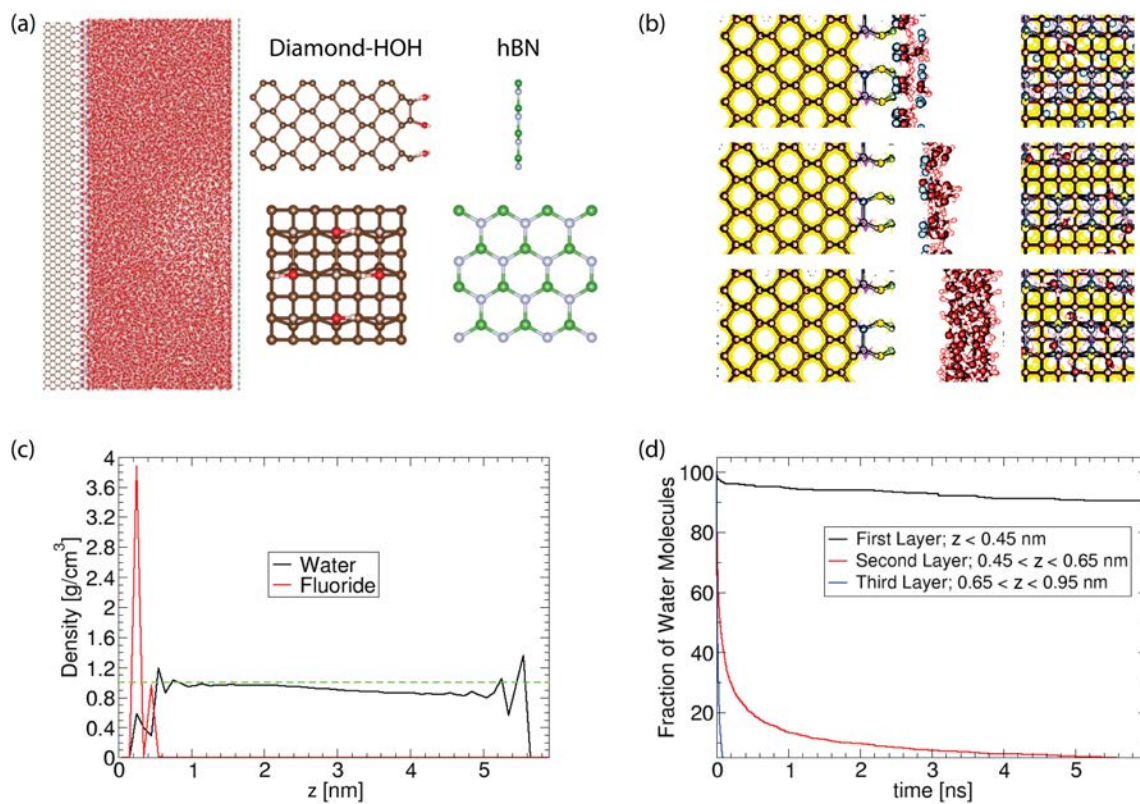 (a)
Diamond-HOH
hBN
(b)
(c)
4
3.6
3.2
2.8
2.4
2
1.6
1.2
0.8
0.4
0
Density [g/cm³]
Water
Fluoride
0
1
2
3
4
5
z [nm]
(d)
100
80
60
40
20
Fraction of Water Molecules
First Layer; z < 0.45 nm
Second Layer; 0.45 < z < 0.65 nm
Third Layer; 0.65 < z < 0.95 nm
0
1
2
3
4
5
time [ns]